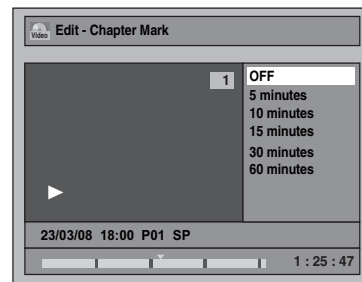 Video Edit - Chapter Mark
1 OFF
5 minutes
10 minutes
15 minutes
30 minutes
60 minutes
23/03/08 18:00 P01 SP
1 : 25 : 47